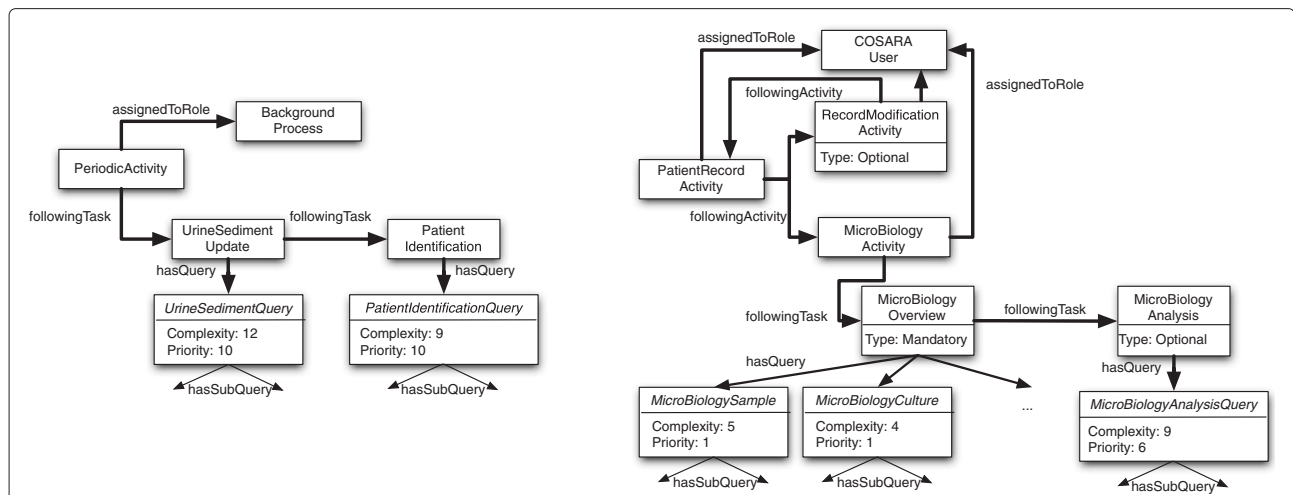 assignedToRole
Background
Process
PeriodicActivity
followingTask
UrineSediment
Update
followingTask
Patient
Identification
hasQuery
hasQuery
UrineSedimentQuery
Complexity: 12
Priority: 10
PatientIdentificationQuery
Complexity: 9
Priority: 10
hasSubQuery
hasSubQuery
assignedToRole
COSARA
User
assignedToRole
followingActivity
RecordModification
Activity
Type: Optional
PatientRecord
Activity
followingActivity
MicroBiology
Activity
followingTask
MicroBiology
Overview
Type: Mandatory
followingTask
MicroBiology
Analysis
Type: Optional
hasQuery
hasQuery
MicroBiologySample
Complexity: 5
Priority: 1
MicroBiologyCulture
Complexity: 4
Priority: 1
...
MicroBiologyAnalysisQuery
Complexity: 9
Priority: 6
hasSubQuery
hasSubQuery
hasSubQuery